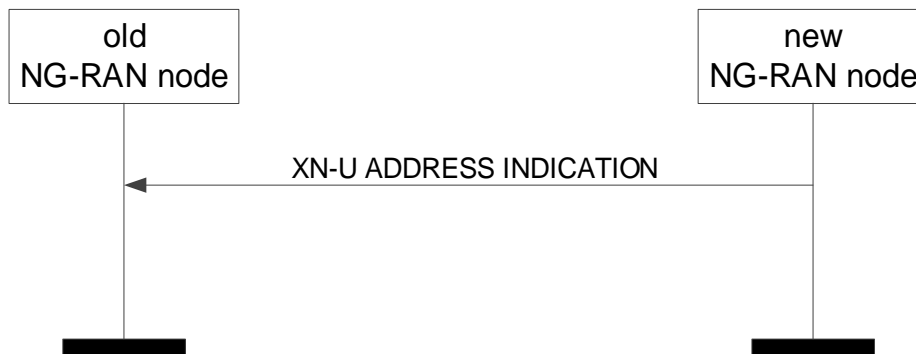 old
NG-RAN node
new
NG-RAN node
XN-U ADDRESS INDICATION